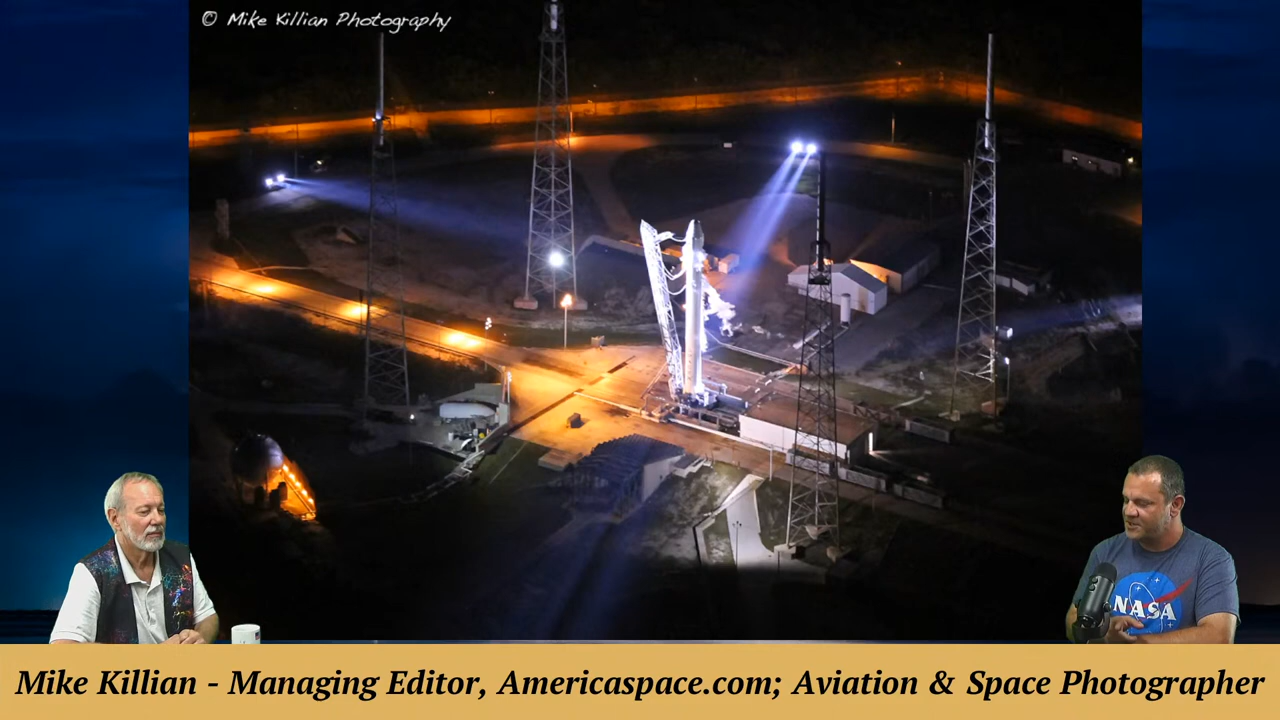 © Mike Killian Photography
NASA
Mike Killian - Managing Editor, Americaspace.com; Aviation & Space Photographer